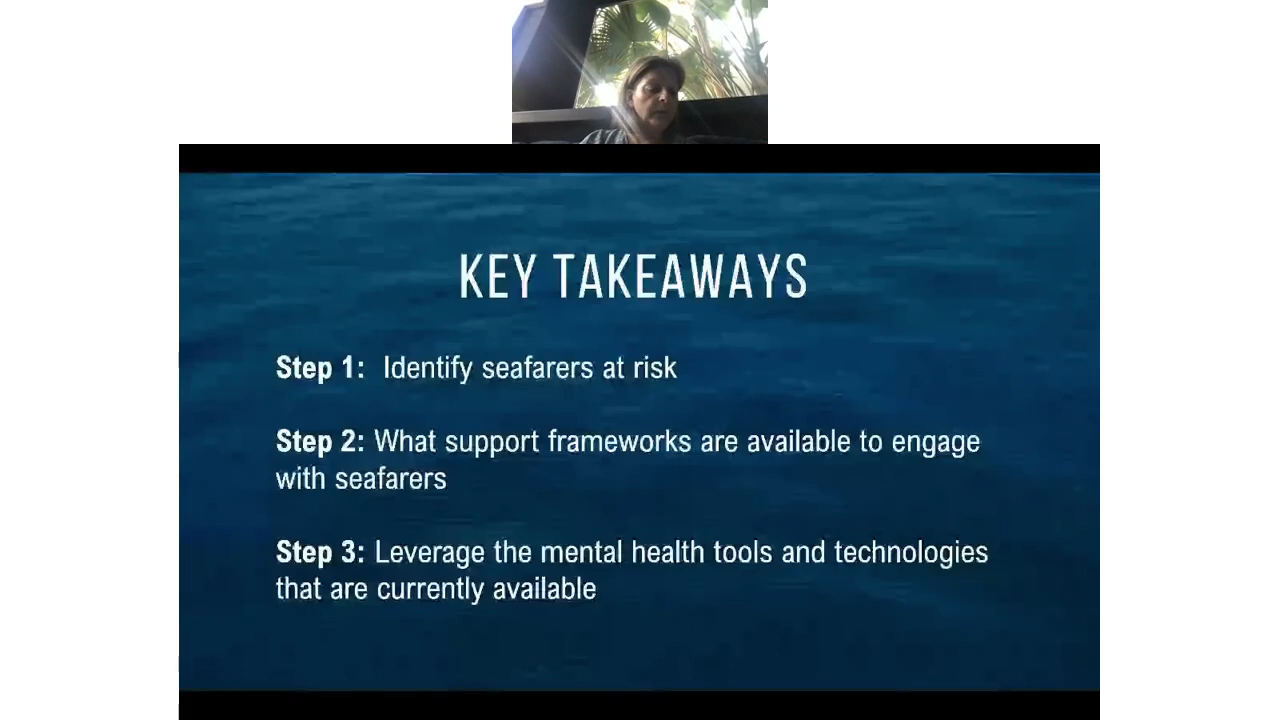 KEY TAKEAWAYS
Step 1: Identify seafarers at risk
Step 2: What support frameworks are available to engage
with seafarers
Step 3: Leverage the mental health tools and technologies
that are currently available